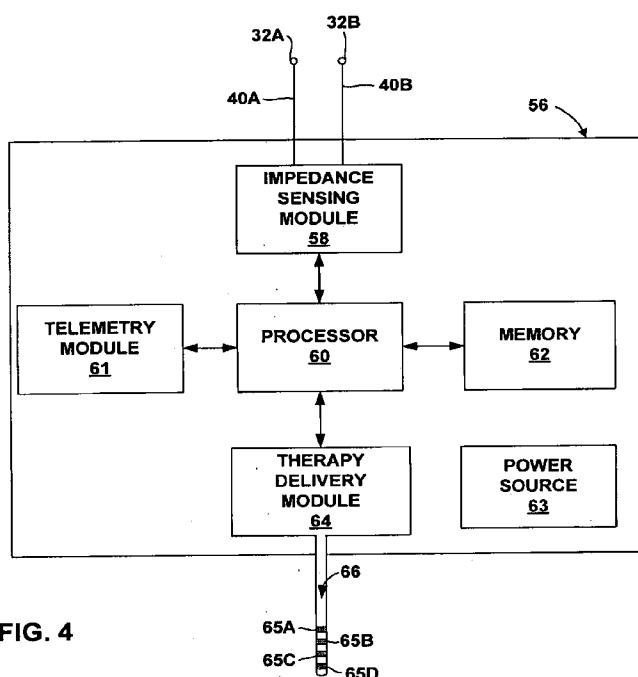 32A
32B
40A
40B
56
IMPEDANCE
SENSING
MODULE
58
TELEMETRY
MODULE
61
PROCESSOR
60
MEMORY
62
THERAPY
DELIVERY
MODULE
64
POWER
SOURCE
63
66
65A
65B
65C
65D
FIG. 4